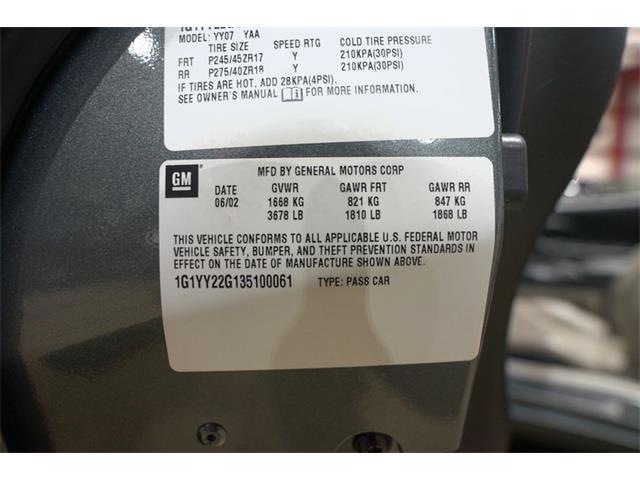 MODEL: YY07 YAA
TIRE SIZE SPEED RTG COLD TIRE PRESSURE
FRT P245/45ZR17 Y 210KPA(30PSI)
RR P275/40ZR18 Y 210KPA(30PSI)
IF TIRES ARE HOT, ADD 28KPA(4PSI).
SEE OWNER'S MANUAL FOR MORE INFORMATION.
GM®
MFD BY GENERAL MOTORS CORP
DATE GVWR GAWR FRT GAWR RR
06/02 1668 KG 821 KG 847 KG
3678 LB 1810 LB 1868 LB
THIS VEHICLE CONFORMS TO ALL APPLICABLE U.S. FEDERAL MOTOR
VEHICLE SAFETY, BUMPER, AND THEFT PREVENTION STANDARDS IN
EFFECT ON THE DATE OF MANUFACTURE SHOWN ABOVE.
1G1YY22G135100061 TYPE: PASS CAR